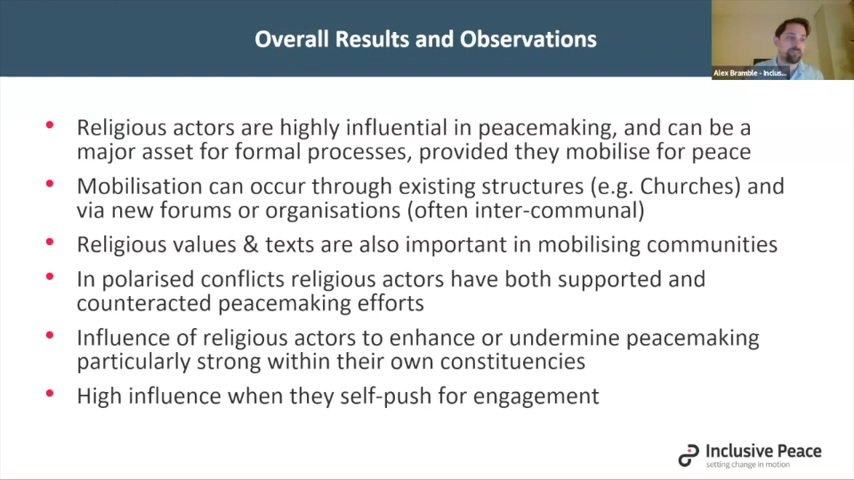 Overall Results and Observations
Alex Bramble - Inclus...
• Religious actors are highly influential in peacemaking, and can be a
major asset for formal processes, provided they mobilise for peace
• Mobilisation can occur through existing structures (e.g. Churches) and
via new forums or organisations (often inter-communal)
• Religious values & texts are also important in mobilising communities
• In polarised conflicts religious actors have both supported and
counteracted peacemaking efforts
• Influence of religious actors to enhance or undermine peacemaking
particularly strong within their own constituencies
• High influence when they self-push for engagement
Inclusive Peace
setting change in motion